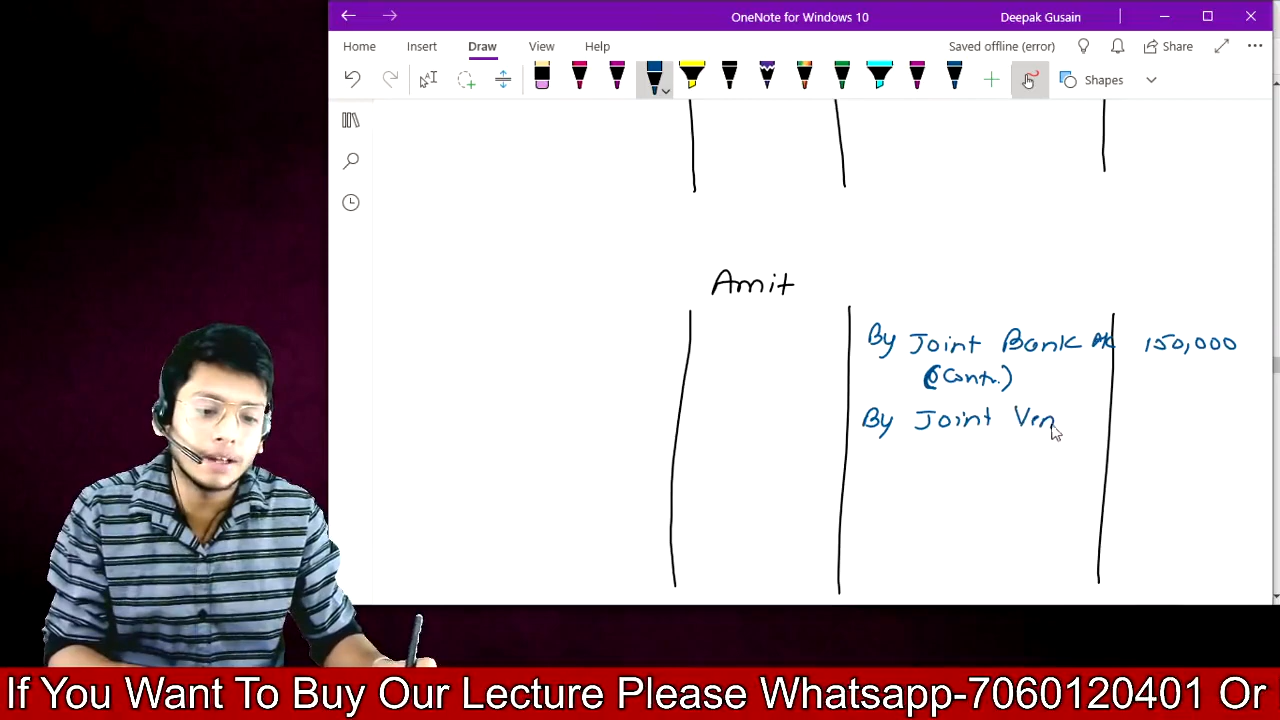 OneNote for Windows 10
Deepak Gusain
Home Insert Draw View Help
Saved offline (error)
Share
Shapes
Amit
By Joint Bank A/c 150,000
(Contr.)
By Joint Ven
If You Want To Buy Our Lecture Please Whatsapp-7060120401 Or